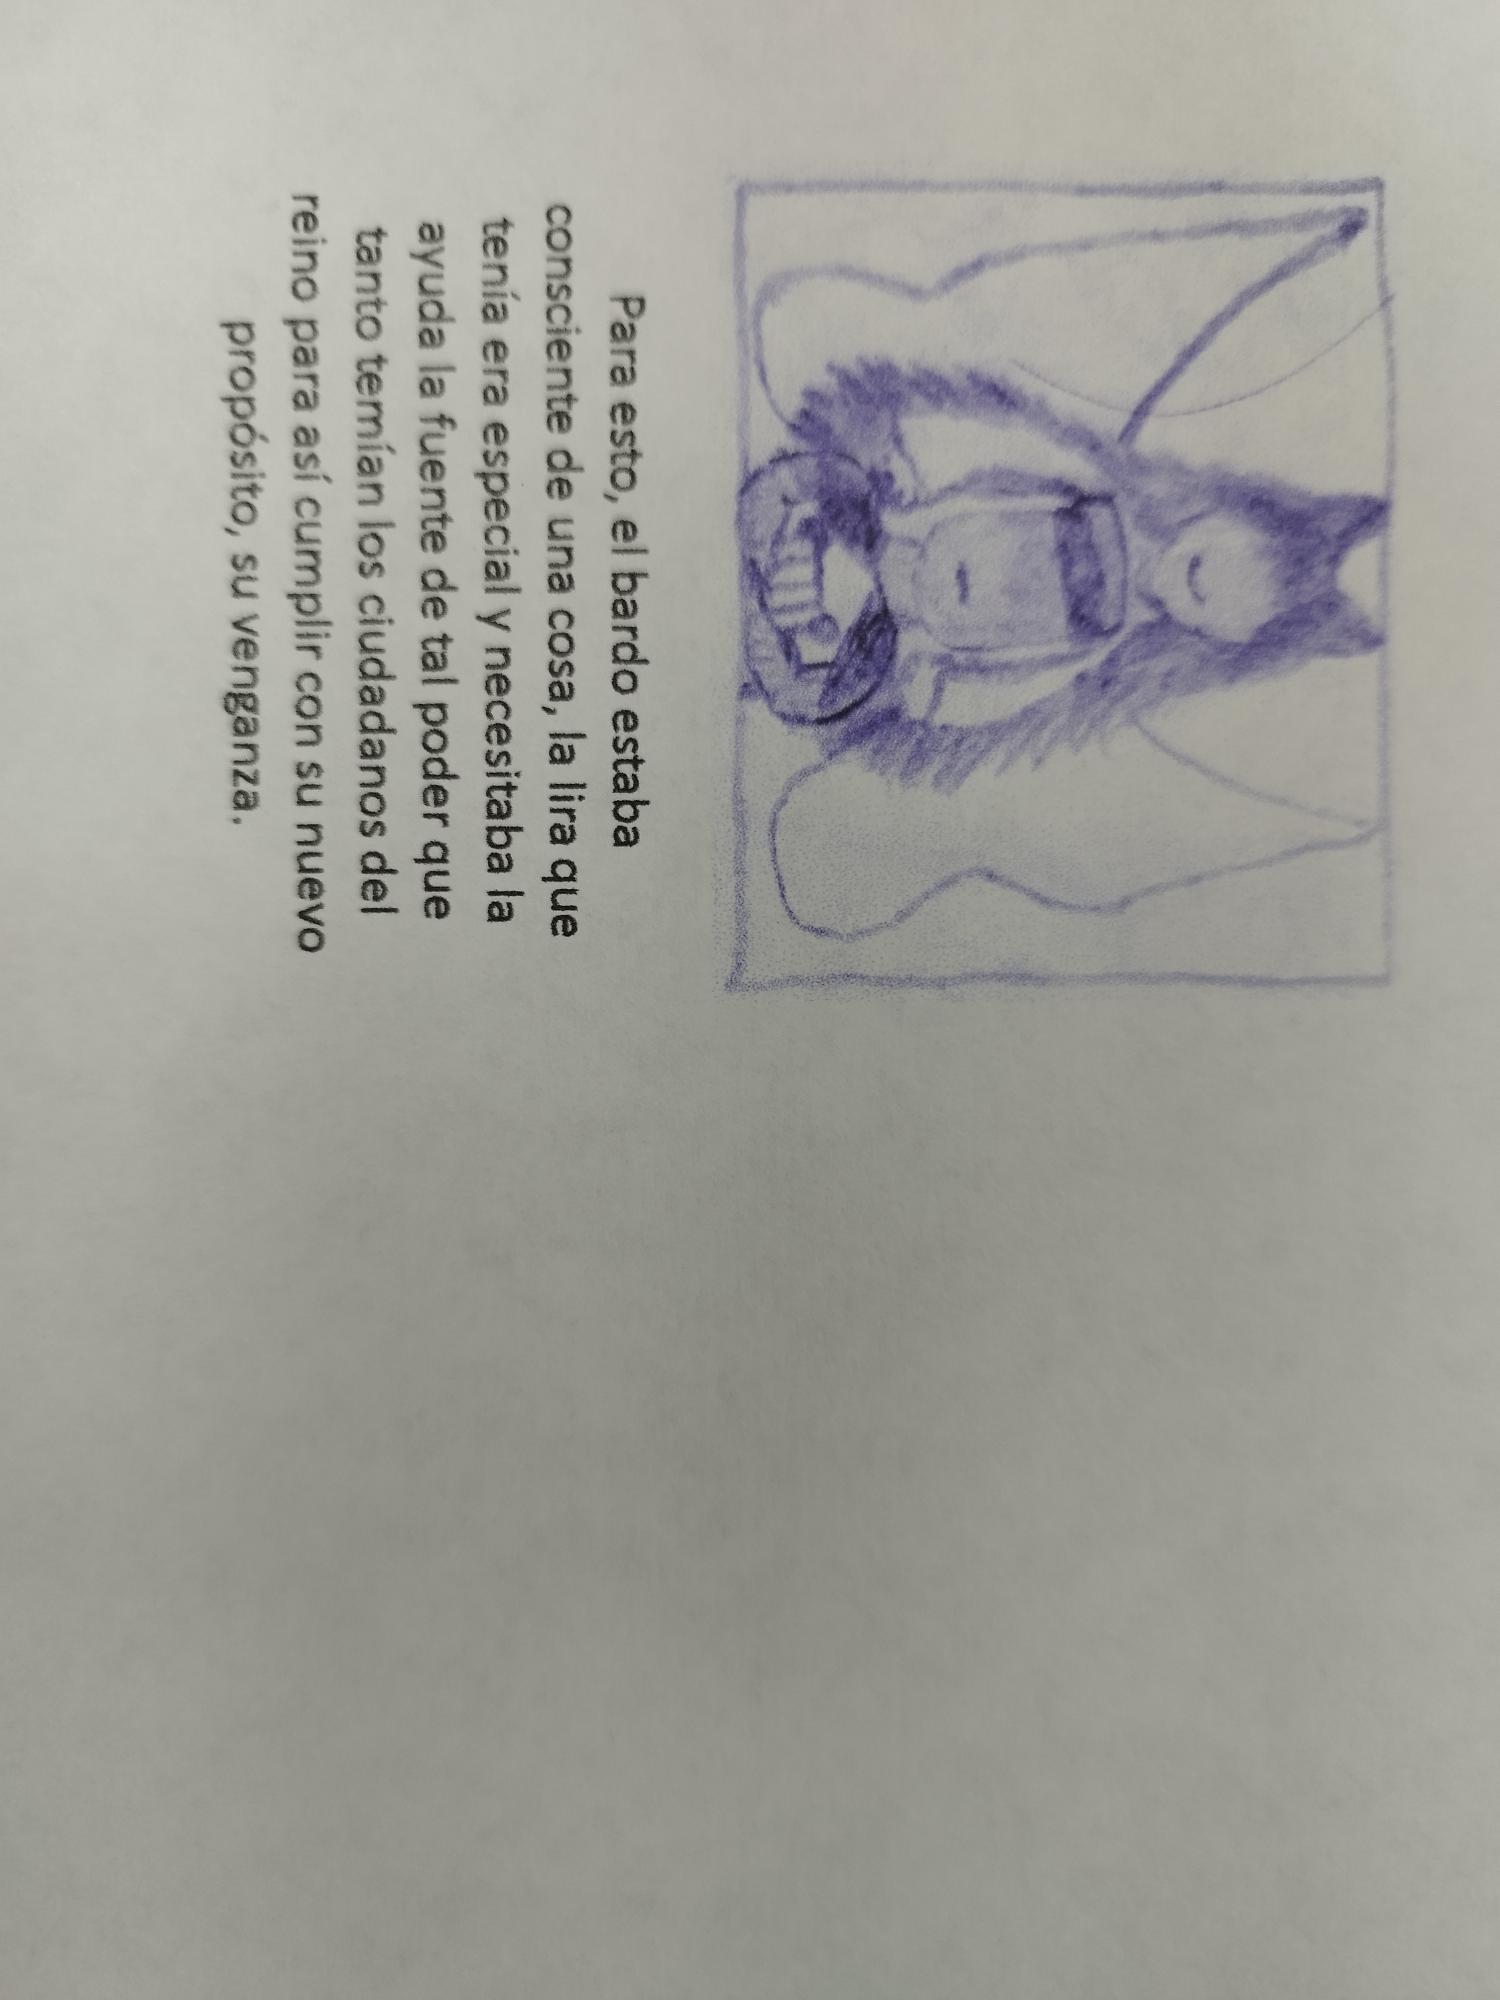 Para esto, el bardo estaba
consciente de una cosa, la lira que
tenía era especial y necesitaba la
ayuda la fuente de tal poder que
tanto temían los ciudadanos del
reino para así cumplir con su nuevo
propósito, su venganza.